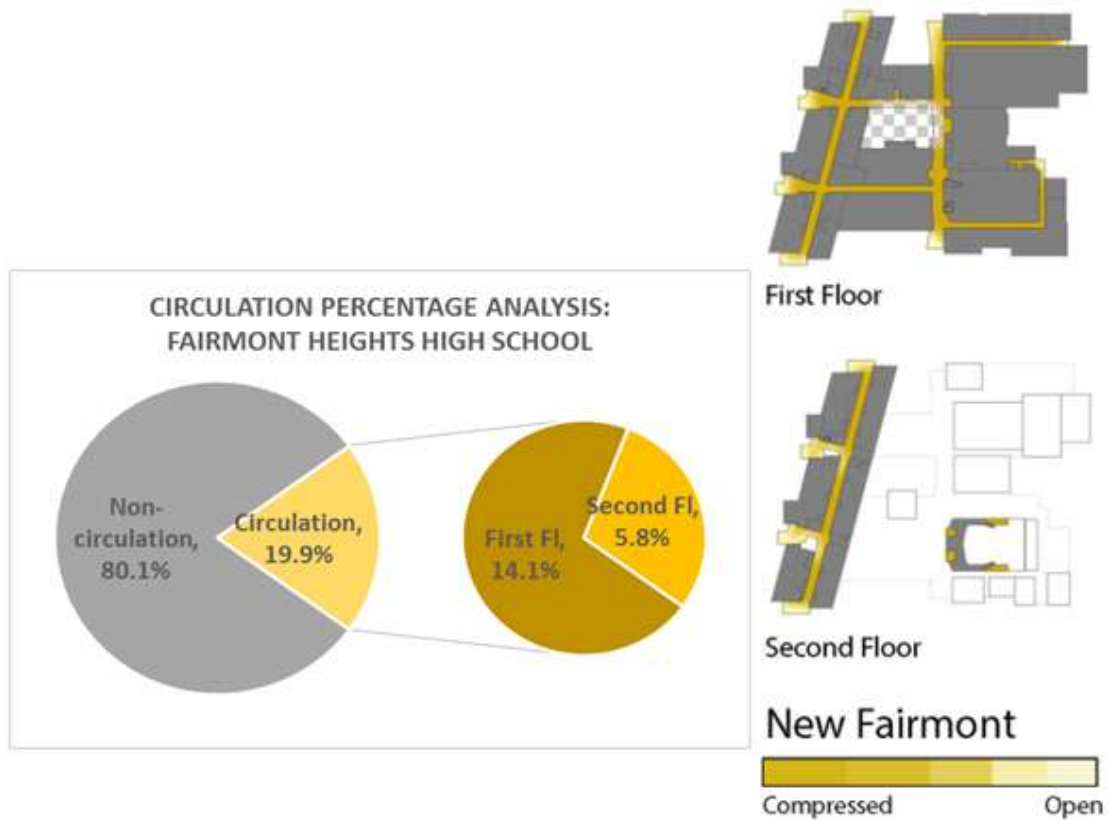 CIRCULATION PERCENTAGE ANALYSIS:
FAIRMONT HEIGHTS HIGH SCHOOL
Non-
circulation,
80.1%
Circulation,
19.9%
First Fl,
14.1%
Second Fl,
5.8%
First Floor
Second Floor
New Fairmont
Compressed
Open